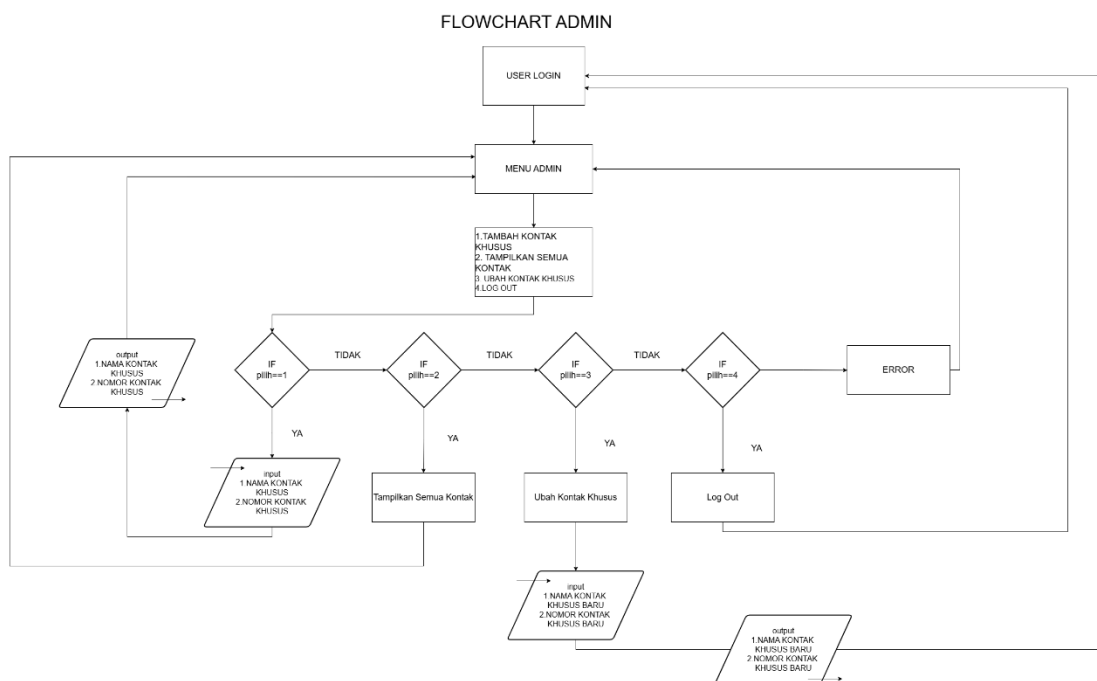 FLOWCHART ADMIN
USER LOGIN
MENU ADMIN
1.TAMBAH KONTAK
KHUSUS
2. TAMPILKAN SEMUA
KONTAK
3. UBAH KONTAK KHUSUS
4.LOG OUT
output
1.NAMA KONTAK
KHUSUS
2.NOMOR KONTAK
KHUSUS
IF
pilih==1
TIDAK
IF
pilih==2
TIDAK
IF
pilih==3
TIDAK
IF
pilih==4
ERROR
YA
YA
YA
YA
input
1.NAMA KONTAK
KHUSUS
2.NOMOR KONTAK
KHUSUS
Tampilkan Semua Kontak
Ubah Kontak Khusus
Log Out
input
1.NAMA KONTAK
KHUSUS BARU
2.NOMOR KONTAK
KHUSUS BARU
output
1.NAMA KONTAK
KHUSUS BARU
2.NOMOR KONTAK
KHUSUS BARU